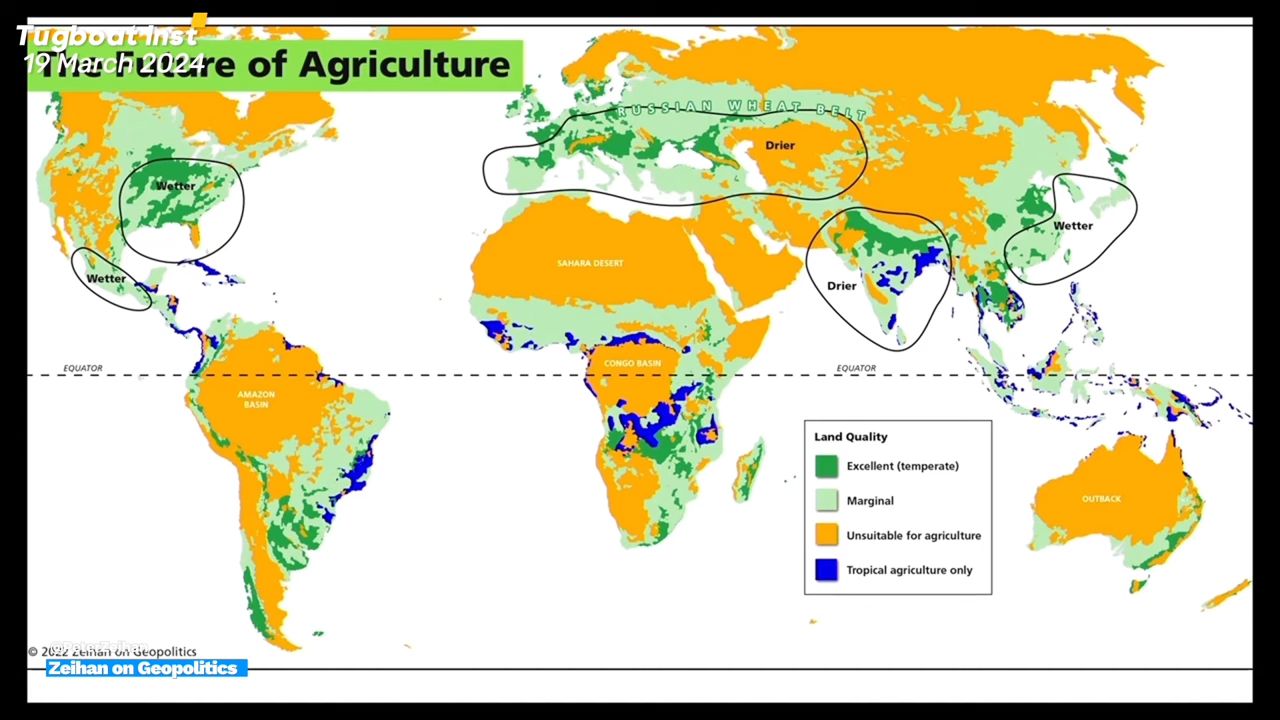 Tugboat Inst
19 March 2024
The Future of Agriculture
RUSSIAN WHEAT BELT
Drier
Wetter
Wetter
Wetter
SAHARA DESERT
Drier
EQUATOR
CONGO BASIN
EQUATOR
AMAZON
BASIN
Land Quality
Excellent (temperate)
Marginal
Unsuitable for agriculture
Tropical agriculture only
OUTBACK
@PeterZeihan
© 2022 Zeihan on Geopolitics
Zeihan on Geopolitics